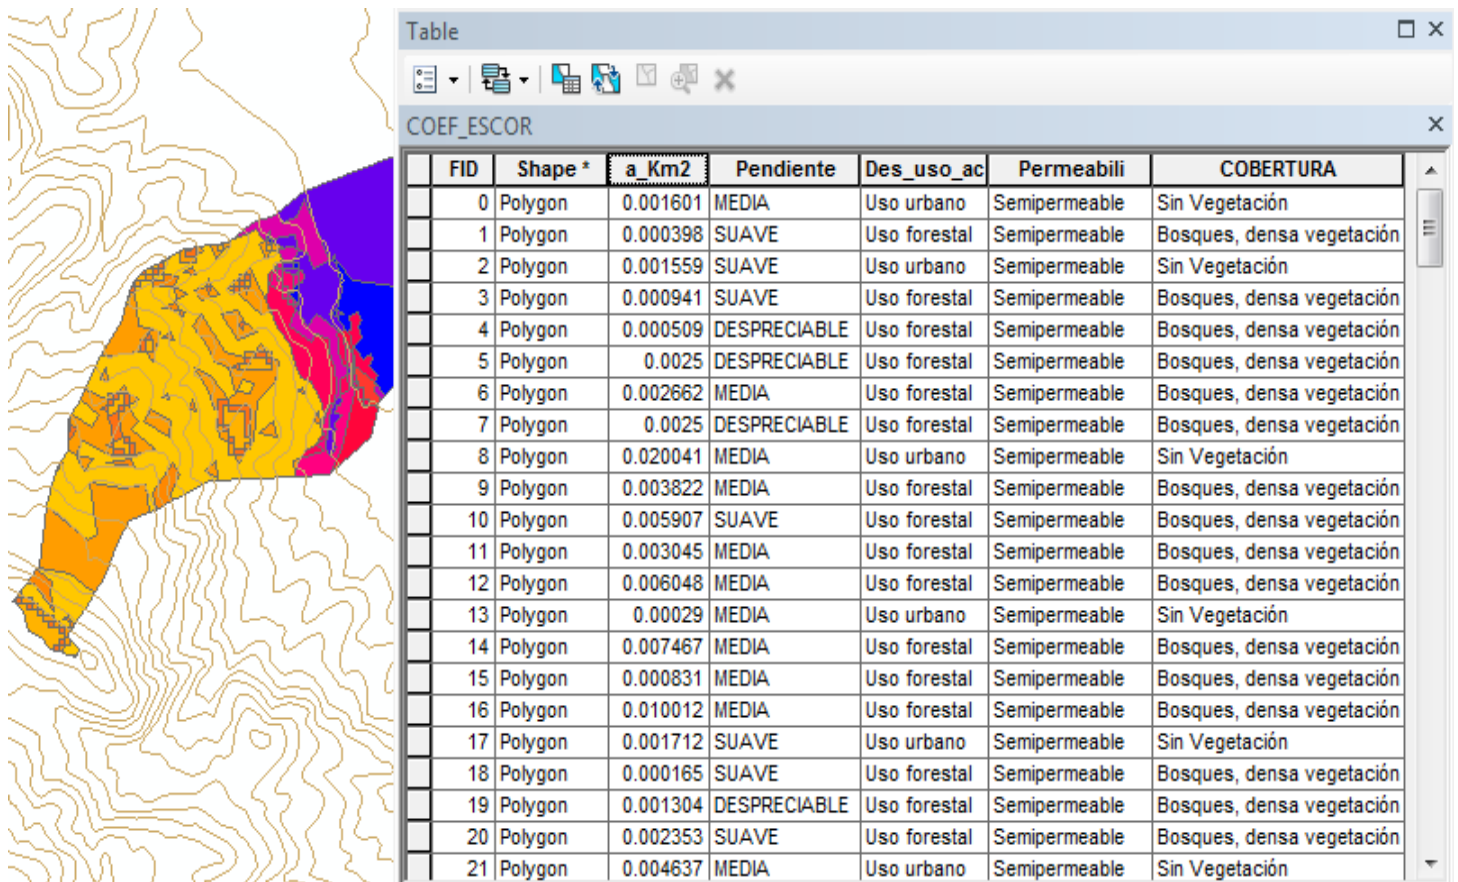 Table
COEF_ESCOR
FID Shape * a_Km2 Pendiente Des_uso_ac Permeabili COBERTURA
0 Polygon 0.001601 MEDIA Uso urbano Semipermeable Sin Vegetación
1 Polygon 0.000398 SUAVE Uso forestal Semipermeable Bosques, densa vegetación
2 Polygon 0.001559 SUAVE Uso urbano Semipermeable Sin Vegetación
3 Polygon 0.000941 SUAVE Uso forestal Semipermeable Bosques, densa vegetación
4 Polygon 0.000509 DESPRECIABLE Uso forestal Semipermeable Bosques, densa vegetación
5 Polygon 0.0025 DESPRECIABLE Uso forestal Semipermeable Bosques, densa vegetación
6 Polygon 0.002662 MEDIA Uso forestal Semipermeable Bosques, densa vegetación
7 Polygon 0.0025 DESPRECIABLE Uso forestal Semipermeable Bosques, densa vegetación
8 Polygon 0.020041 MEDIA Uso urbano Semipermeable Sin Vegetación
9 Polygon 0.003822 MEDIA Uso forestal Semipermeable Bosques, densa vegetación
10 Polygon 0.005907 SUAVE Uso forestal Semipermeable Bosques, densa vegetación
11 Polygon 0.003045 MEDIA Uso forestal Semipermeable Bosques, densa vegetación
12 Polygon 0.006048 MEDIA Uso forestal Semipermeable Bosques, densa vegetación
13 Polygon 0.00029 MEDIA Uso urbano Semipermeable Sin Vegetación
14 Polygon 0.007467 MEDIA Uso forestal Semipermeable Bosques, densa vegetación
15 Polygon 0.000831 MEDIA Uso forestal Semipermeable Bosques, densa vegetación
16 Polygon 0.010012 MEDIA Uso forestal Semipermeable Bosques, densa vegetación
17 Polygon 0.001712 SUAVE Uso urbano Semipermeable Sin Vegetación
18 Polygon 0.000165 SUAVE Uso forestal Semipermeable Bosques, densa vegetación
19 Polygon 0.001304 DESPRECIABLE Uso forestal Semipermeable Bosques, densa vegetación
20 Polygon 0.002353 SUAVE Uso forestal Semipermeable Bosques, densa vegetación
21 Polygon 0.004637 MEDIA Uso urbano Semipermeable Sin Vegetación